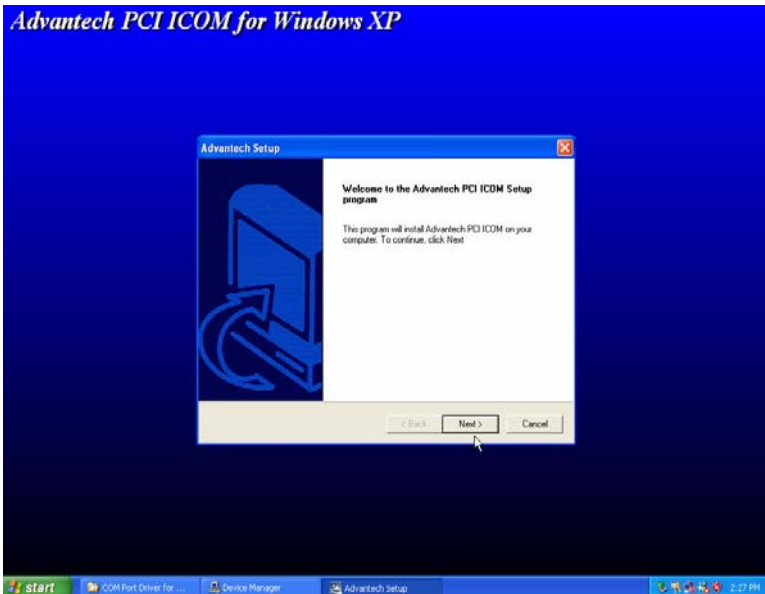 Advantech PCI ICOM for Windows XP
Advantech Setup
Welcome to the Advantech PCI ICOM Setup
program
This program will install Advantech PCI ICOM on your
computer. To continue, click Next
< Back
Next >
Cancel
start
COM Port Driver for ...
Device Manager
Advantech Setup
2:27 PM